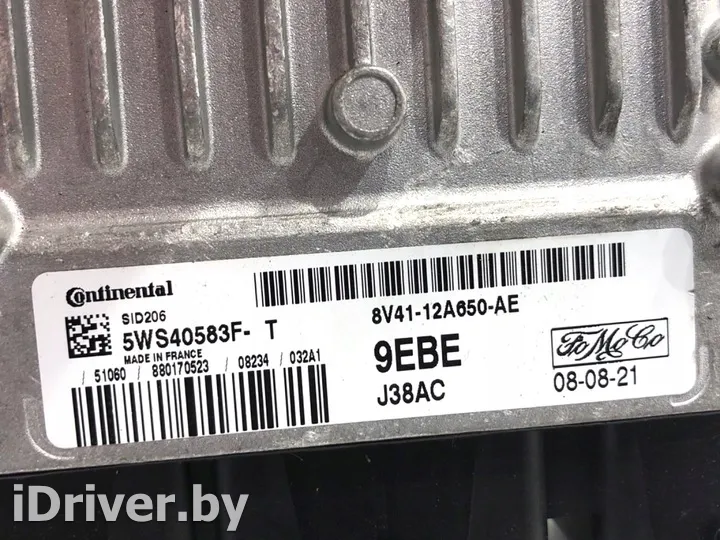 Continental
SID206
5WS40583F- T
MADE IN FRANCE
/ 51060 / 880170523 / 08234 / 032A1
8V41-12A650-AE
9EBE
J38AC
FoMoCo
08-08-21
iDriver.by